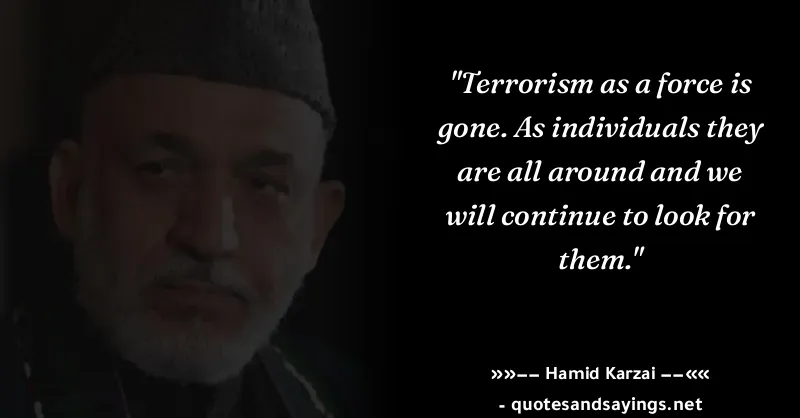 "Terrorism as a force is
gone. As individuals they
are all around and we
will continue to look for
them."
»»−− Hamid Karzai −−««
- quotesandsayings.net